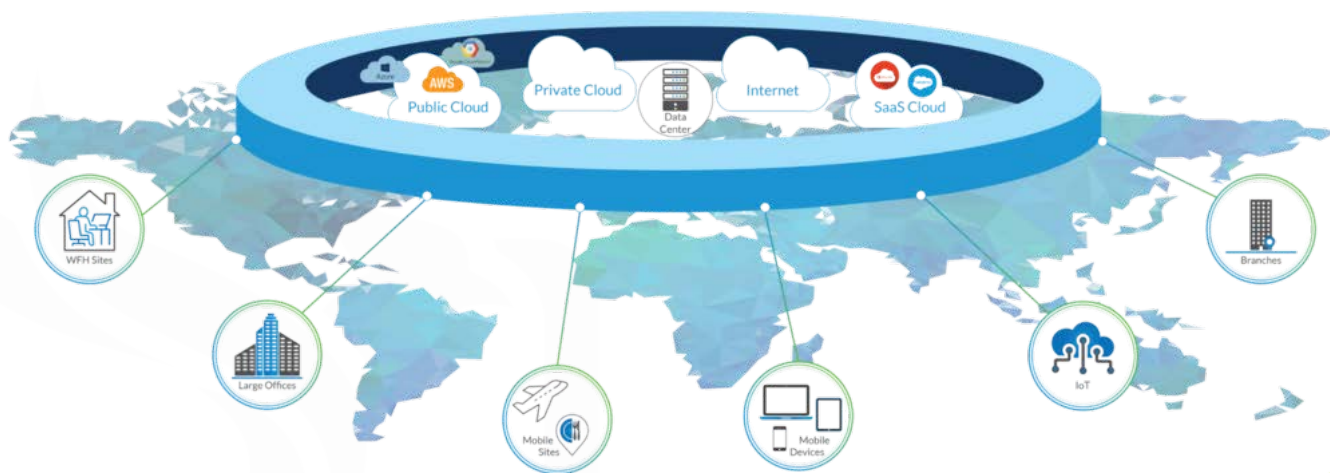 Azure
AWS
Public Cloud
Private Cloud
Data
Center
Internet
SaaS Cloud
WFH Sites
Large Offices
Mobile
Sites
Mobile
Devices
IoT
Branches